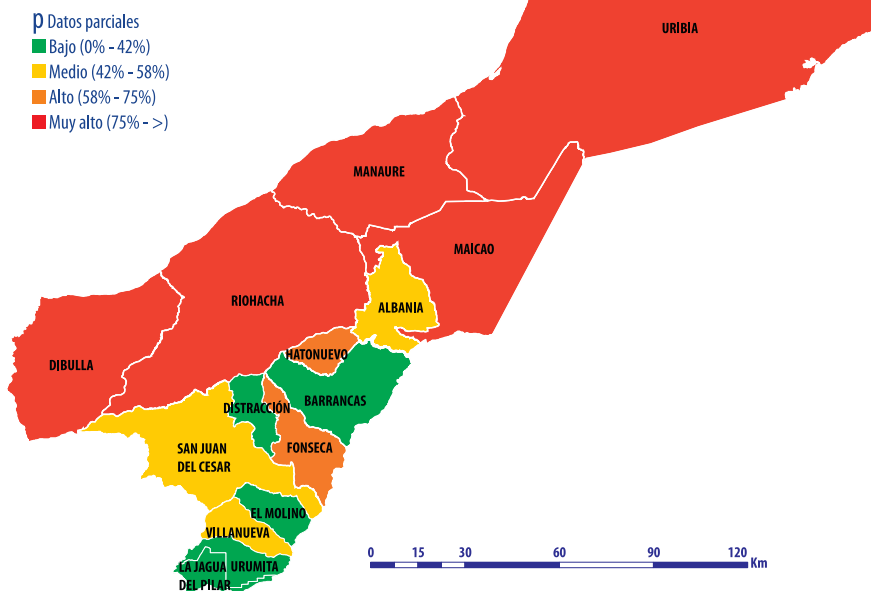 p Datos parciales
Bajo (0% - 42%)
Medio (42% - 58%)
Alto (58% - 75%)
Muy alto (75% - >)
URIBIA
MANAURE
MAICAO
RIOHACHA
ALBANIA
DIBULLA
HATONUEVO
BARRANCAS
DISTRACCIÓN
FONSECA
SAN JUAN
DEL CESAR
EL MOLINO
VILLANUEVA
LA JAGUA
DEL PILAR
URUMITA
0 15 30 60 90 120 Km